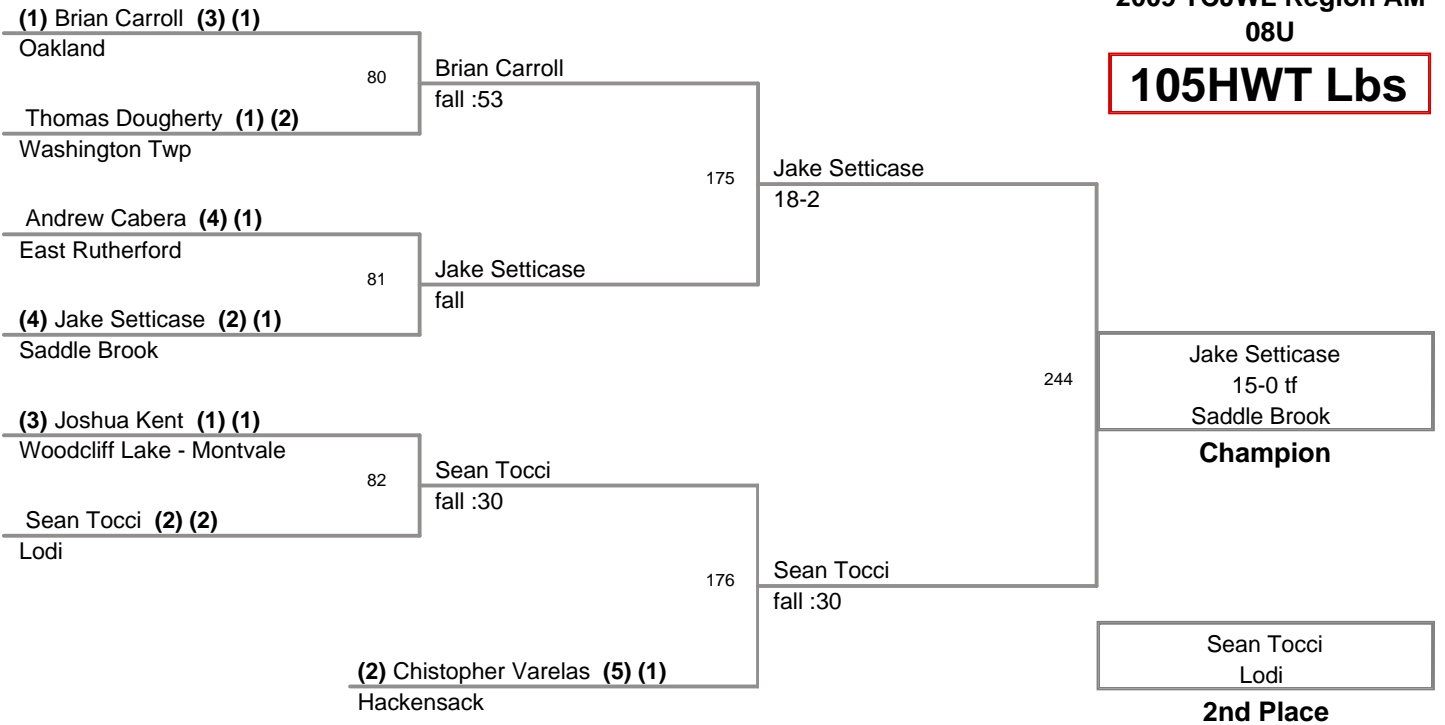 2009 TCJWL Region AM
08U
105HWT Lbs
(1) Brian Carroll (3) (1)
Oakland
80
Thomas Dougherty (1) (2)
Washington Twp
Brian Carroll
fall :53
Andrew Cabera (4) (1)
East Rutherford
81
(4) Jake Setticase (2) (1)
Saddle Brook
Jake Setticase
fall
175
Jake Setticase
18-2
(3) Joshua Kent (1) (1)
Woodcliff Lake - Montvale
82
Sean Tocci (2) (2)
Lodi
Sean Tocci
fall :30
176
(2) Chistopher Varelas (5) (1)
Hackensack
Sean Tocci
fall :30
244
Jake Setticase
15-0 tf
Saddle Brook
Champion
Sean Tocci
Lodi
2nd Place